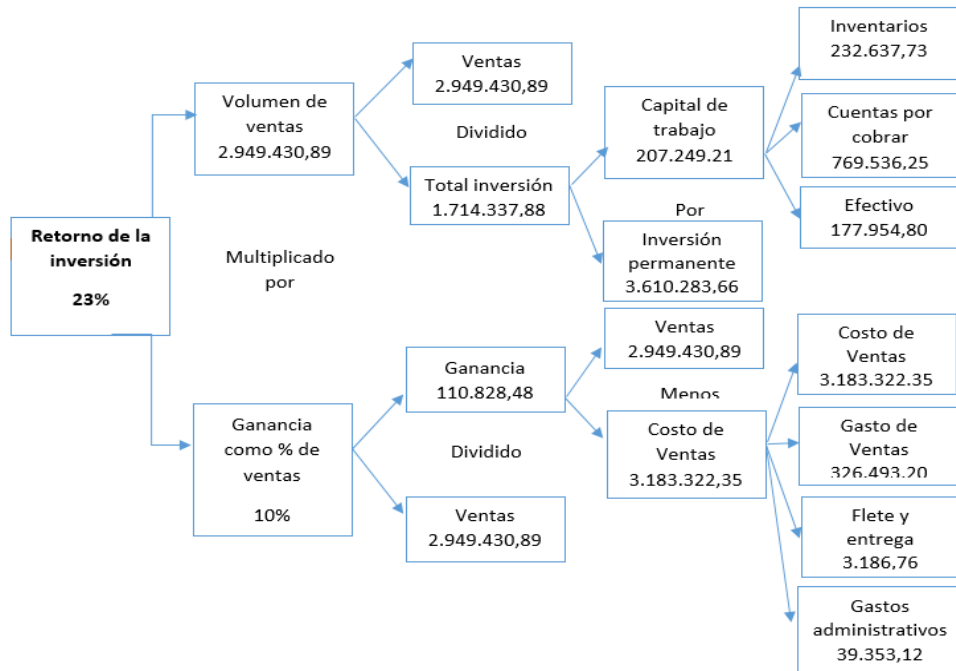 Retorno de la
inversión
23%
Volumen de
ventas
2.949.430,89
Multiplicado
por
Ganancia
como % de
ventas
10%
Ventas
2.949.430,89
Dividido
Total inversión
1.714.337,88
Ganancia
110.828,48
Dividido
Ventas
2.949.430,89
Capital de
trabajo
207.249.21
Por
Inversión
permanente
3.610.283,66
Ventas
2.949.430,89
Menos
Costo de
Ventas
3.183.322,35
Inventarios
232.637,73
Cuentas por
cobrar
769.536,25
Efectivo
177.954,80
Costo de
Ventas
3.183.322.35
Gasto de
Ventas
326.493.20
Flete y
entrega
3.186,76
Gastos
administrativos
39.353,12